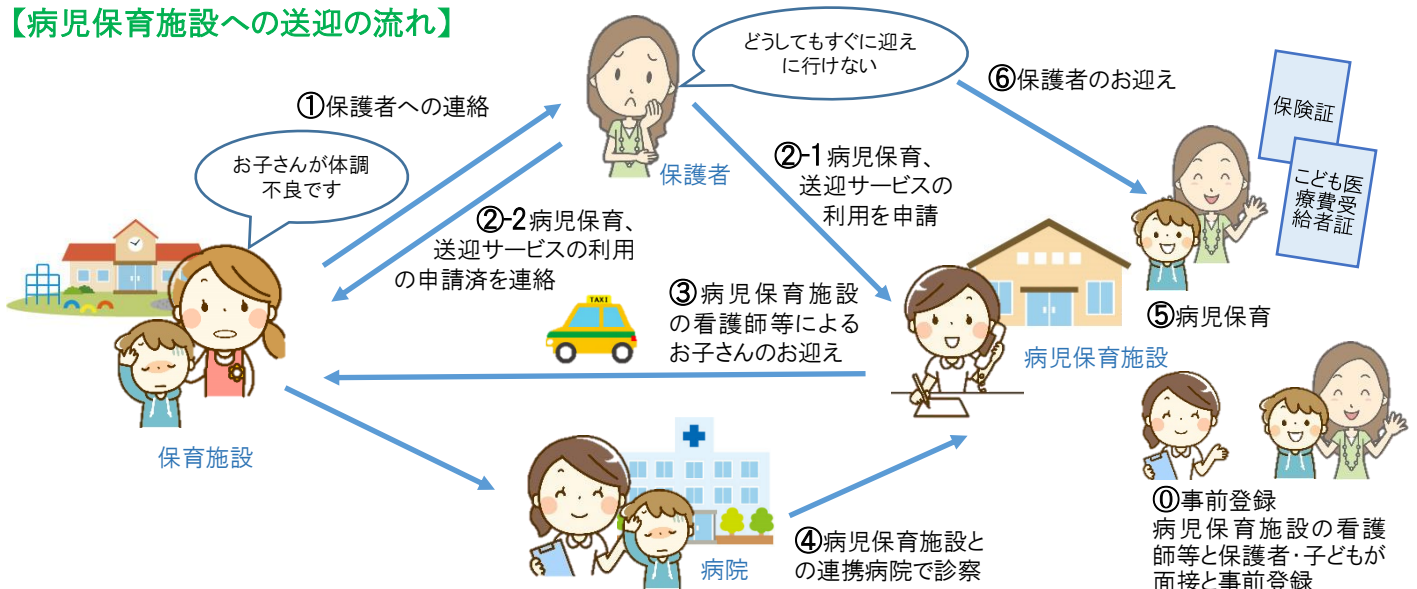 【病児保育施設への送迎の流れ】
どうしてもすぐに迎え
に行けない
①保護者への連絡
お子さんが体調
不良です
保護者
②-1病児保育、
送迎サービスの
利用を申請
②-2病児保育、
送迎サービスの利用
の申請済を連絡
⑥保護者のお迎え
保険証
こども医
療費受
給者証
TAXI
③病児保育施設
の看護師等による
お子さんのお迎え
⑤病児保育
病児保育施設
保育施設
病院
④病児保育施設と
の連携病院で診察
⓪事前登録
病児保育施設の看護
師等と保護者・子どもが
面接と事前登録